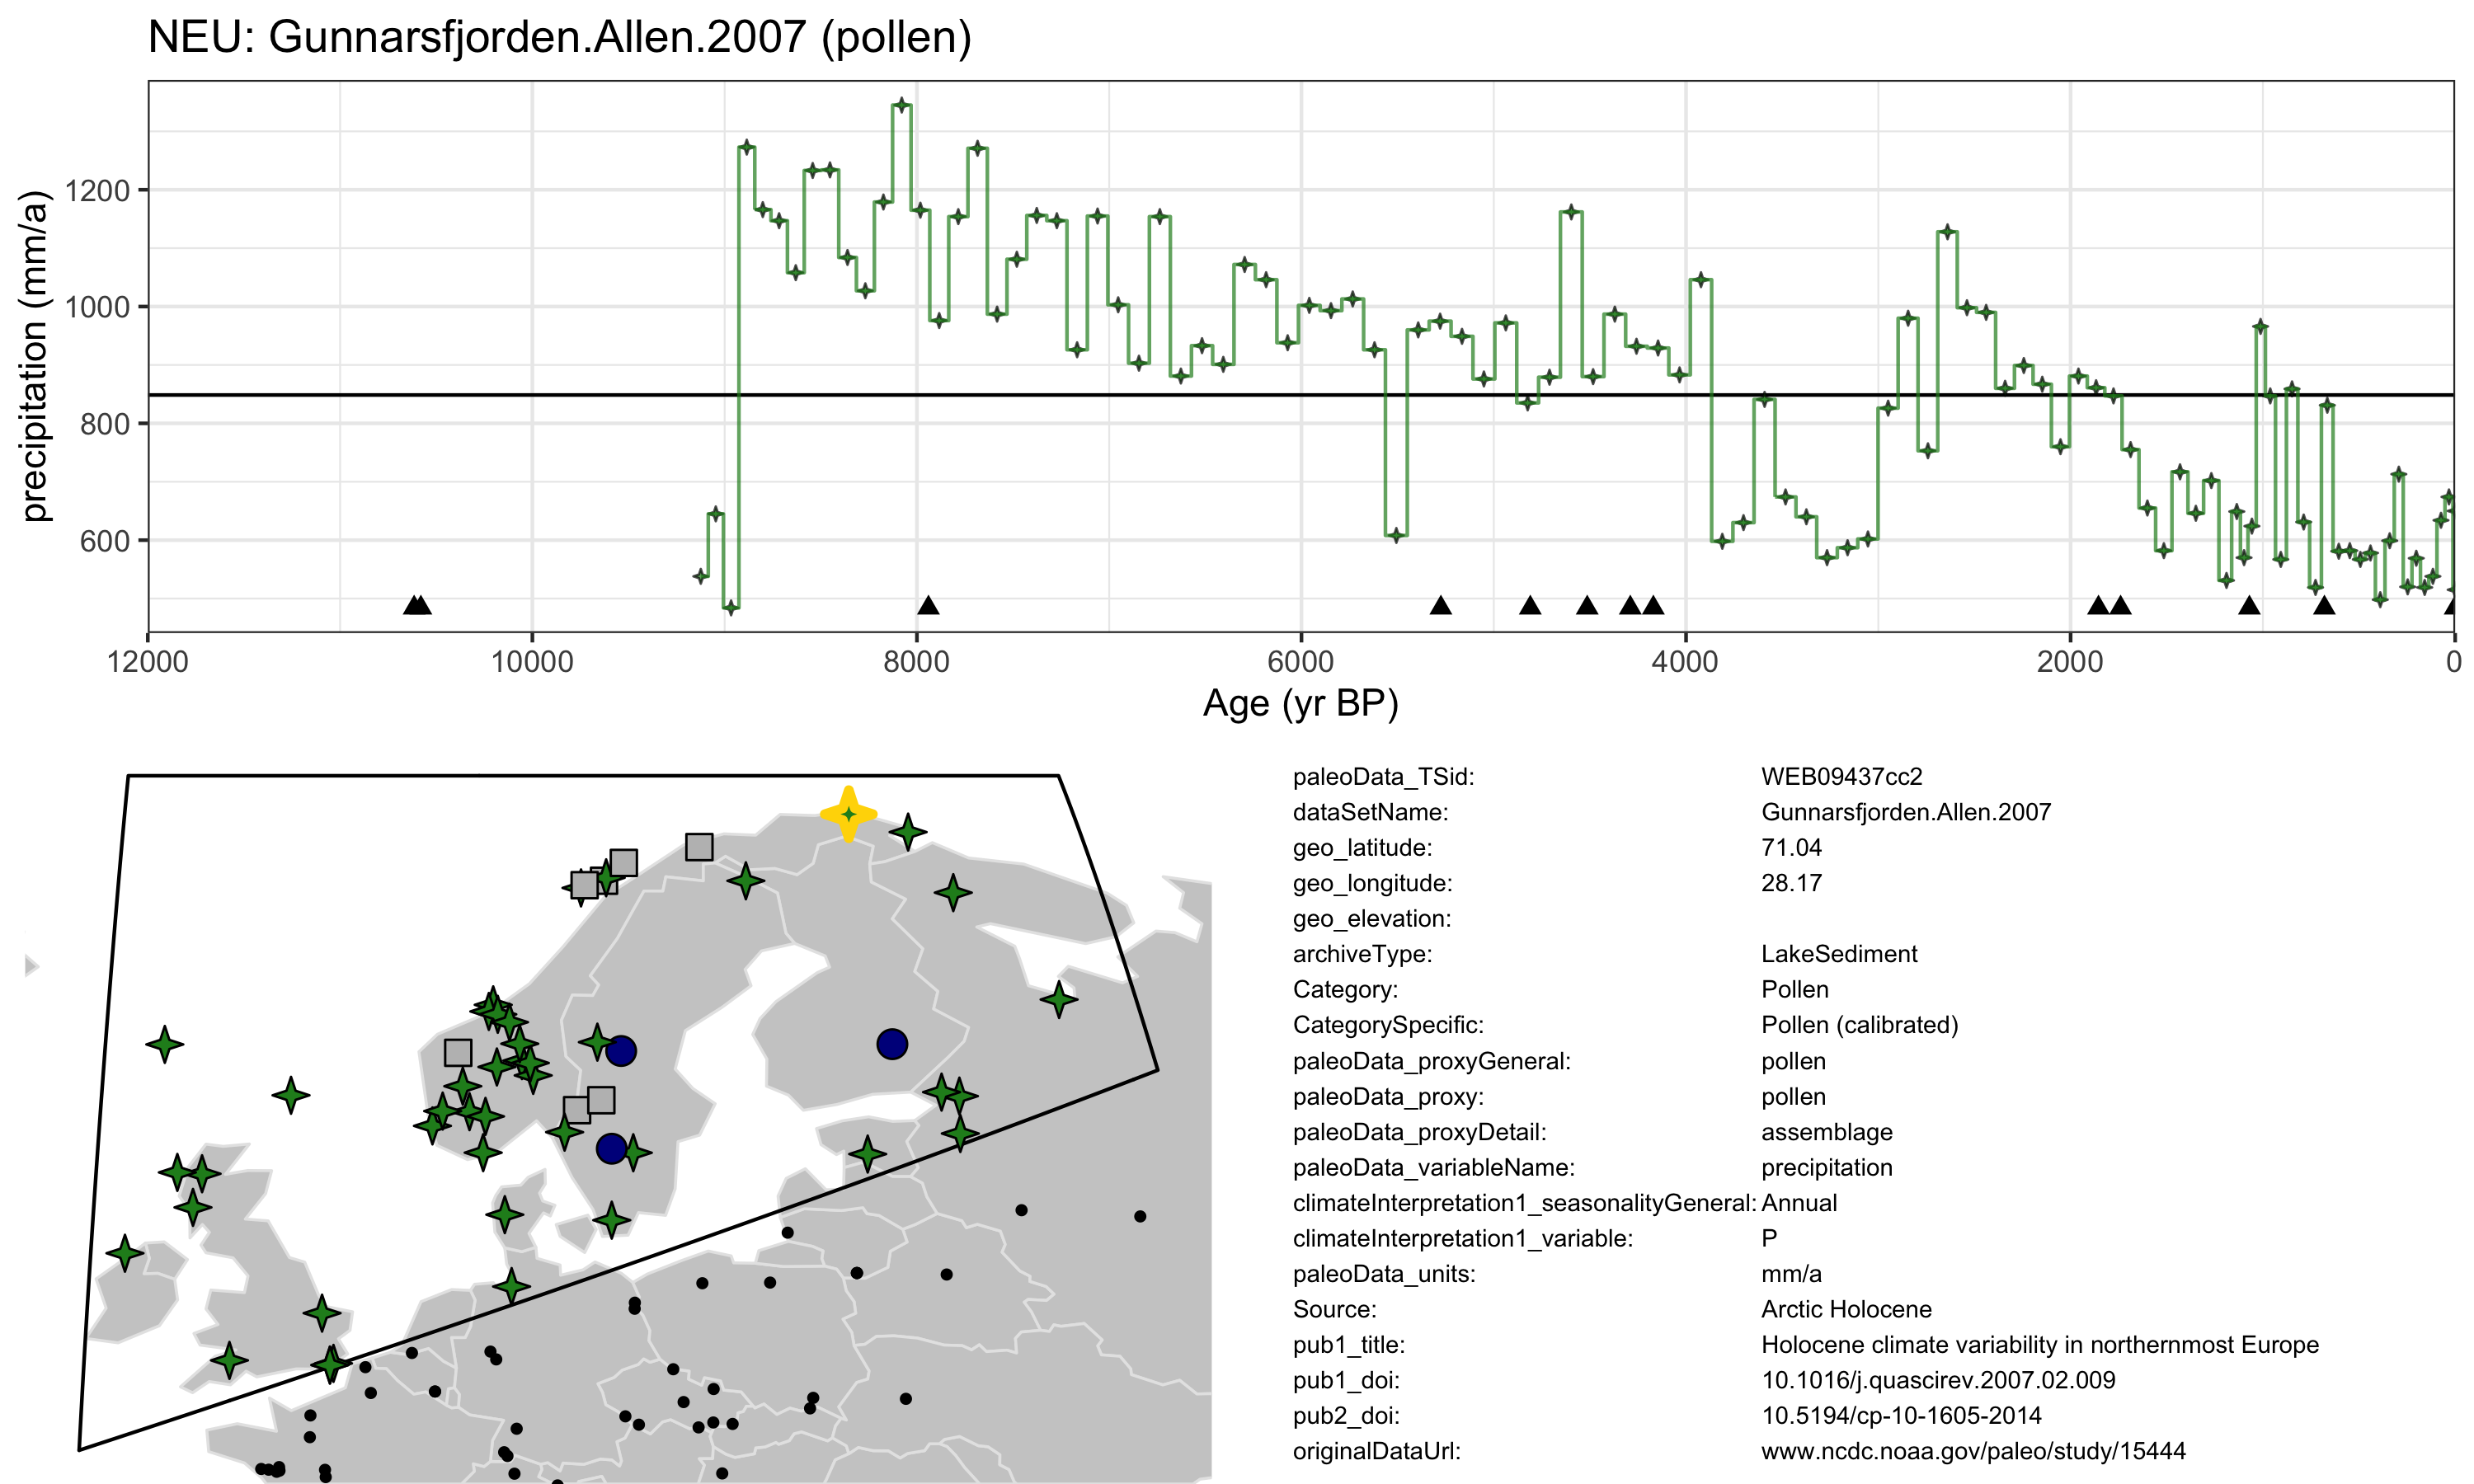 NEU: Gunnarsfjorden.Allen.2007 (pollen)
precipitation (mm/a)
1200
1000
800
600
12000 10000 8000 6000 4000 2000 0
Age (yr BP)
paleoData_TSid: WEB09437cc2
dataSetName: Gunnarsfjorden.Allen.2007
geo_latitude: 71.04
geo_longitude: 28.17
geo_elevation:
archiveType: LakeSediment
Category: Pollen
CategorySpecific: Pollen (calibrated)
paleoData_proxyGeneral: pollen
paleoData_proxy: pollen
paleoData_proxyDetail: assemblage
paleoData_variableName: precipitation
climateInterpretation1_seasonalityGeneral: Annual
climateInterpretation1_variable: P
paleoData_units: mm/a
Source: Arctic Holocene
pub1_title: Holocene climate variability in northernmost Europe
pub1_doi: 10.1016/j.quascirev.2007.02.009
pub2_doi: 10.5194/cp-10-1605-2014
originalDataUrl: www.ncdc.noaa.gov/paleo/study/15444